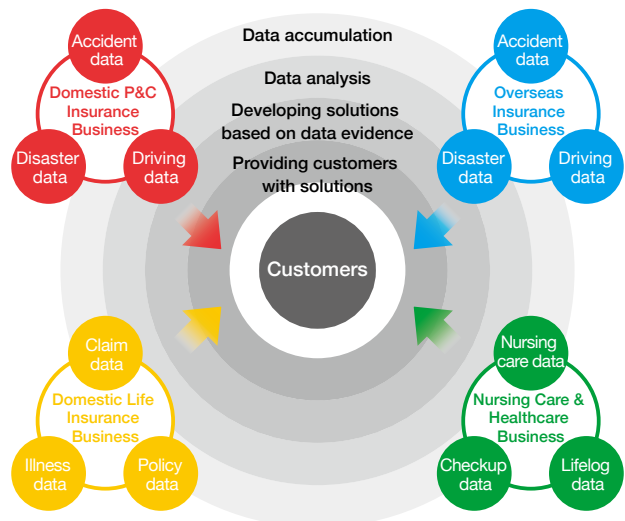 Accident
data
Domestic P&C
Insurance
Business
Disaster
data
Driving
data
Data accumulation
Data analysis
Developing solutions
based on data evidence
Providing customers
with solutions
Accident
data
Overseas
Insurance
Business
Disaster
data
Driving
data
Customers
Claim
data
Domestic Life
Insurance
Business
Illness
data
Policy
data
Nursing
care data
Nursing Care &
Healthcare
Business
Checkup
data
Lifelog
data